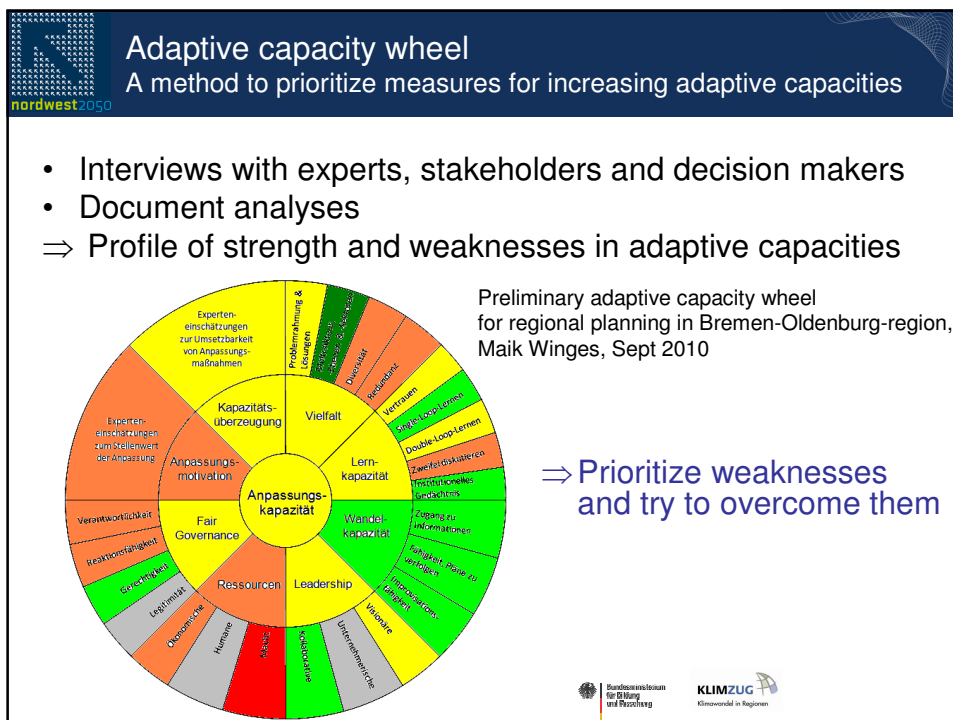 nordwest2050
Adaptive capacity wheel
A method to prioritize measures for increasing adaptive capacities
• Interviews with experts, stakeholders and decision makers
• Document analyses
⇒ Profile of strength and weaknesses in adaptive capacities
Preliminary adaptive capacity wheel
for regional planning in Bremen-Oldenburg-region,
Maik Winges, Sept 2010
Experten-
einschätzungen
zur Umsetzbarkeit
von Anpassungs-
maßnahmen
Problemrahmung &
Lösungen
Diversität
Redundanz
Vertrauen
Single-Loop-Lernen
Double-Loop-Lernen
Zweifel diskutieren
Institutionelles
Gedächtnis
Zugang zu
Informationen
Fähigkeit, Pläne zu
verfolgen
Improvisations-
fähigkeit
Visionäre
Unternehmerische
Kollaborative
Macht
Humane
Ökonomische
Legitimität
Gerechtigkeit
Reaktionsfähigkeit
Verantwortlichkeit
Experten-
einschätzungen
zum Stellenwert
der Anpassung
Kapazitäts-
überzeugung
Vielfalt
Lern-
kapazität
Wandel-
kapazität
Leadership
Ressourcen
Fair
Governance
Anpassungs-
motivation
Anpassungs-
kapazität
⇒ Prioritize weaknesses
and try to overcome them
Bundesministerium
für Bildung
und Forschung
KLIMZUG
Klimawandel in Regionen